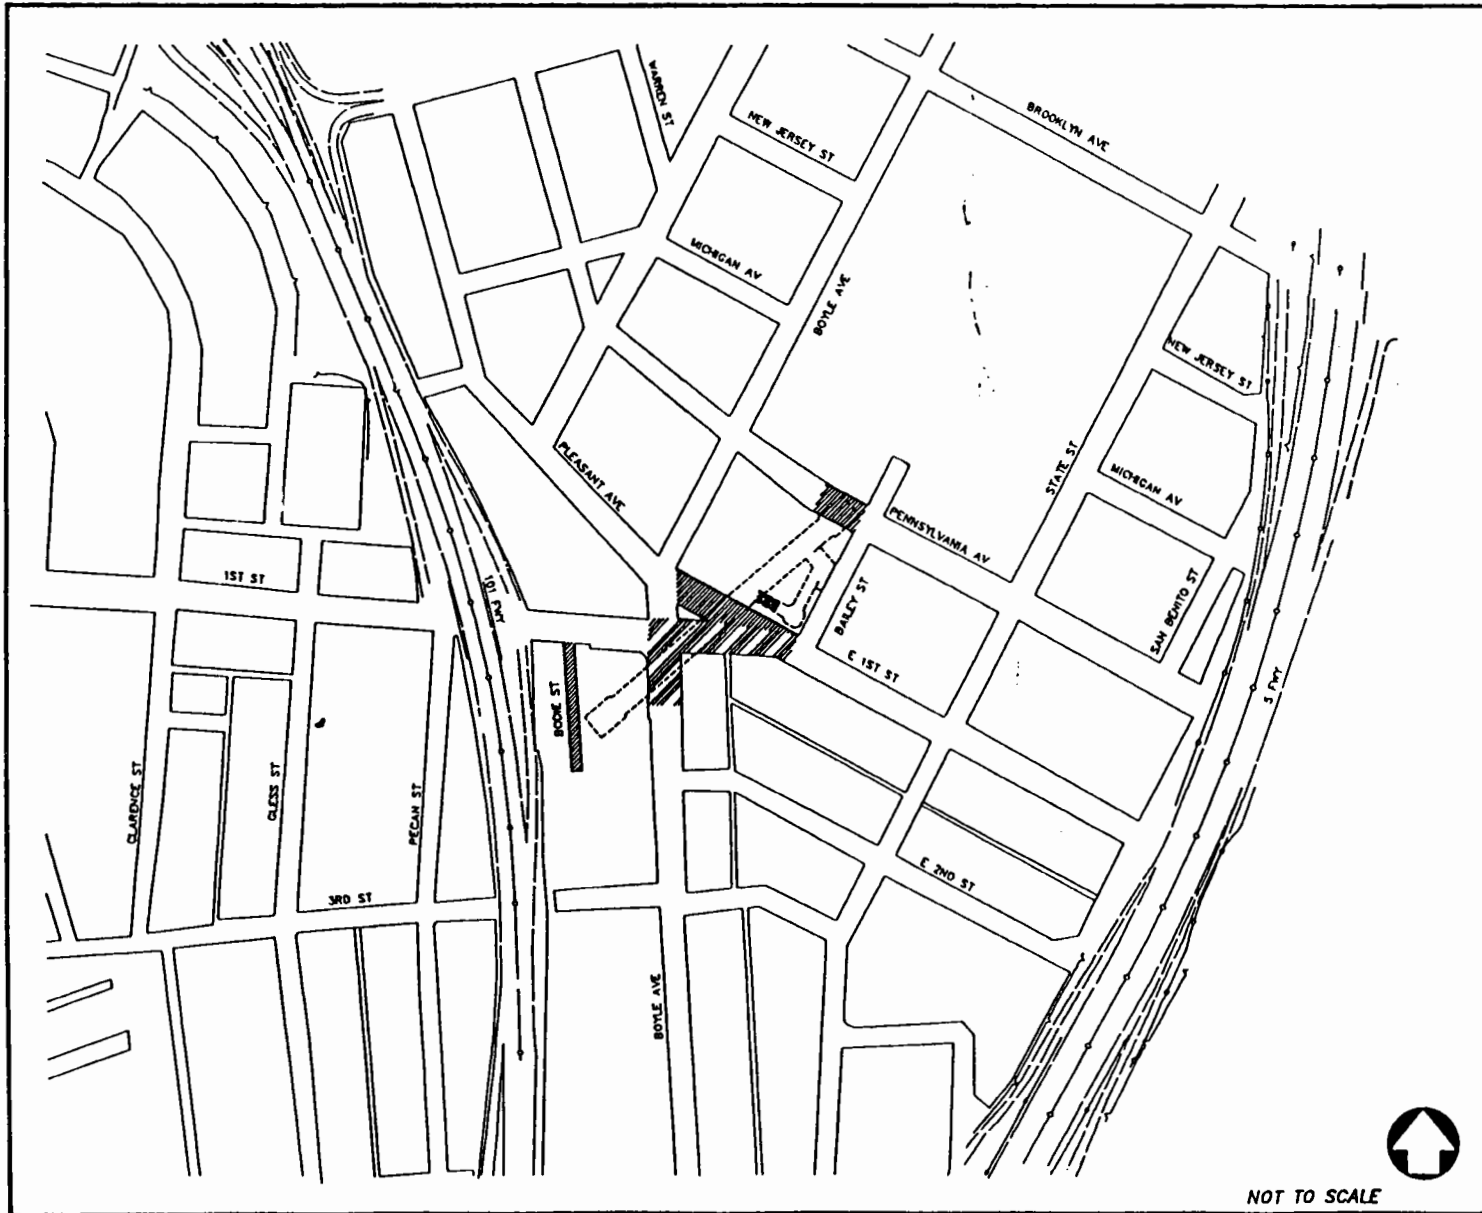 WARREN ST
BROOKLYN AVE
NEW JERSEY ST
MICHIGAN AV
BOYLE AVE
NEW JERSEY ST
STATE ST
PLEASANT AVE
MICHIGAN AV
PENNSYLVANIA AV
1ST ST
101 FWY
BAILEY ST
SAN BENITO ST
E 1ST ST
S FWY
BODIE ST
CLARENCE ST
GLESS ST
PECAN ST
E 2ND ST
3RD ST
BOYLE AVE
NOT TO SCALE